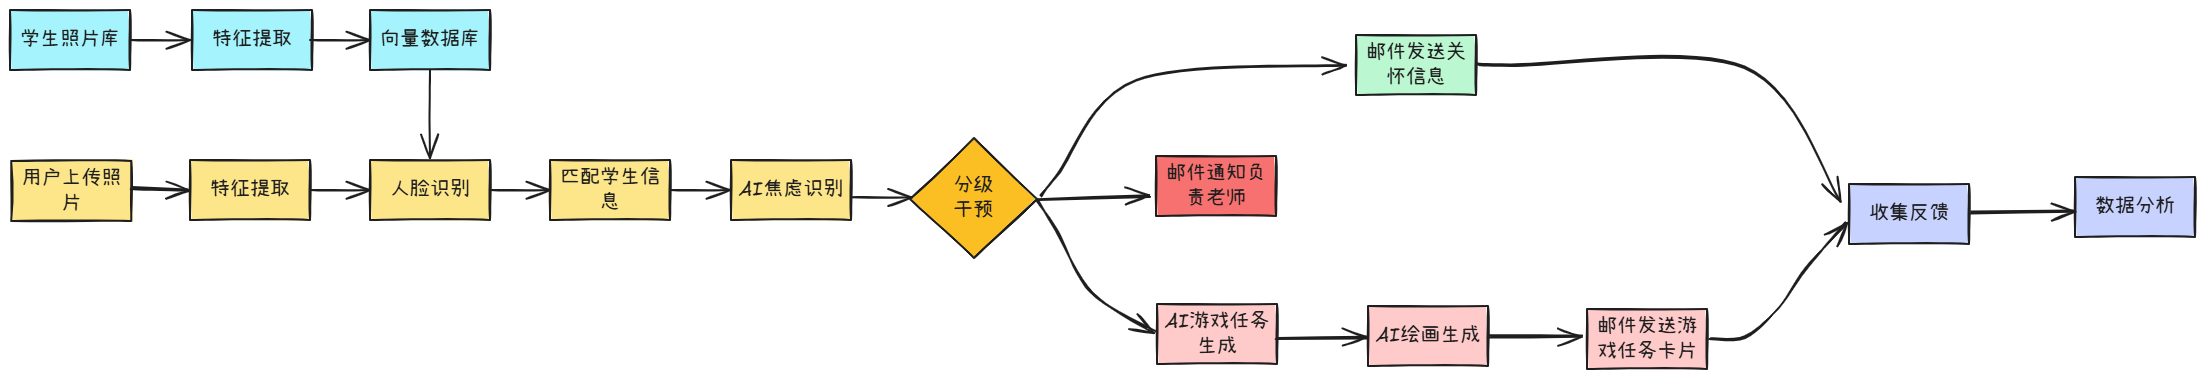 学生照片库
特征提取
向量数据库
用户上传照
片
特征提取
人脸识别
匹配学生信
息
AI焦虑识别
分级
干预
邮件发送关
怀信息
邮件通知负
责老师
AI游戏任务
生成
AI绘画生成
邮件发送游
戏任务卡片
收集反馈
数据分析